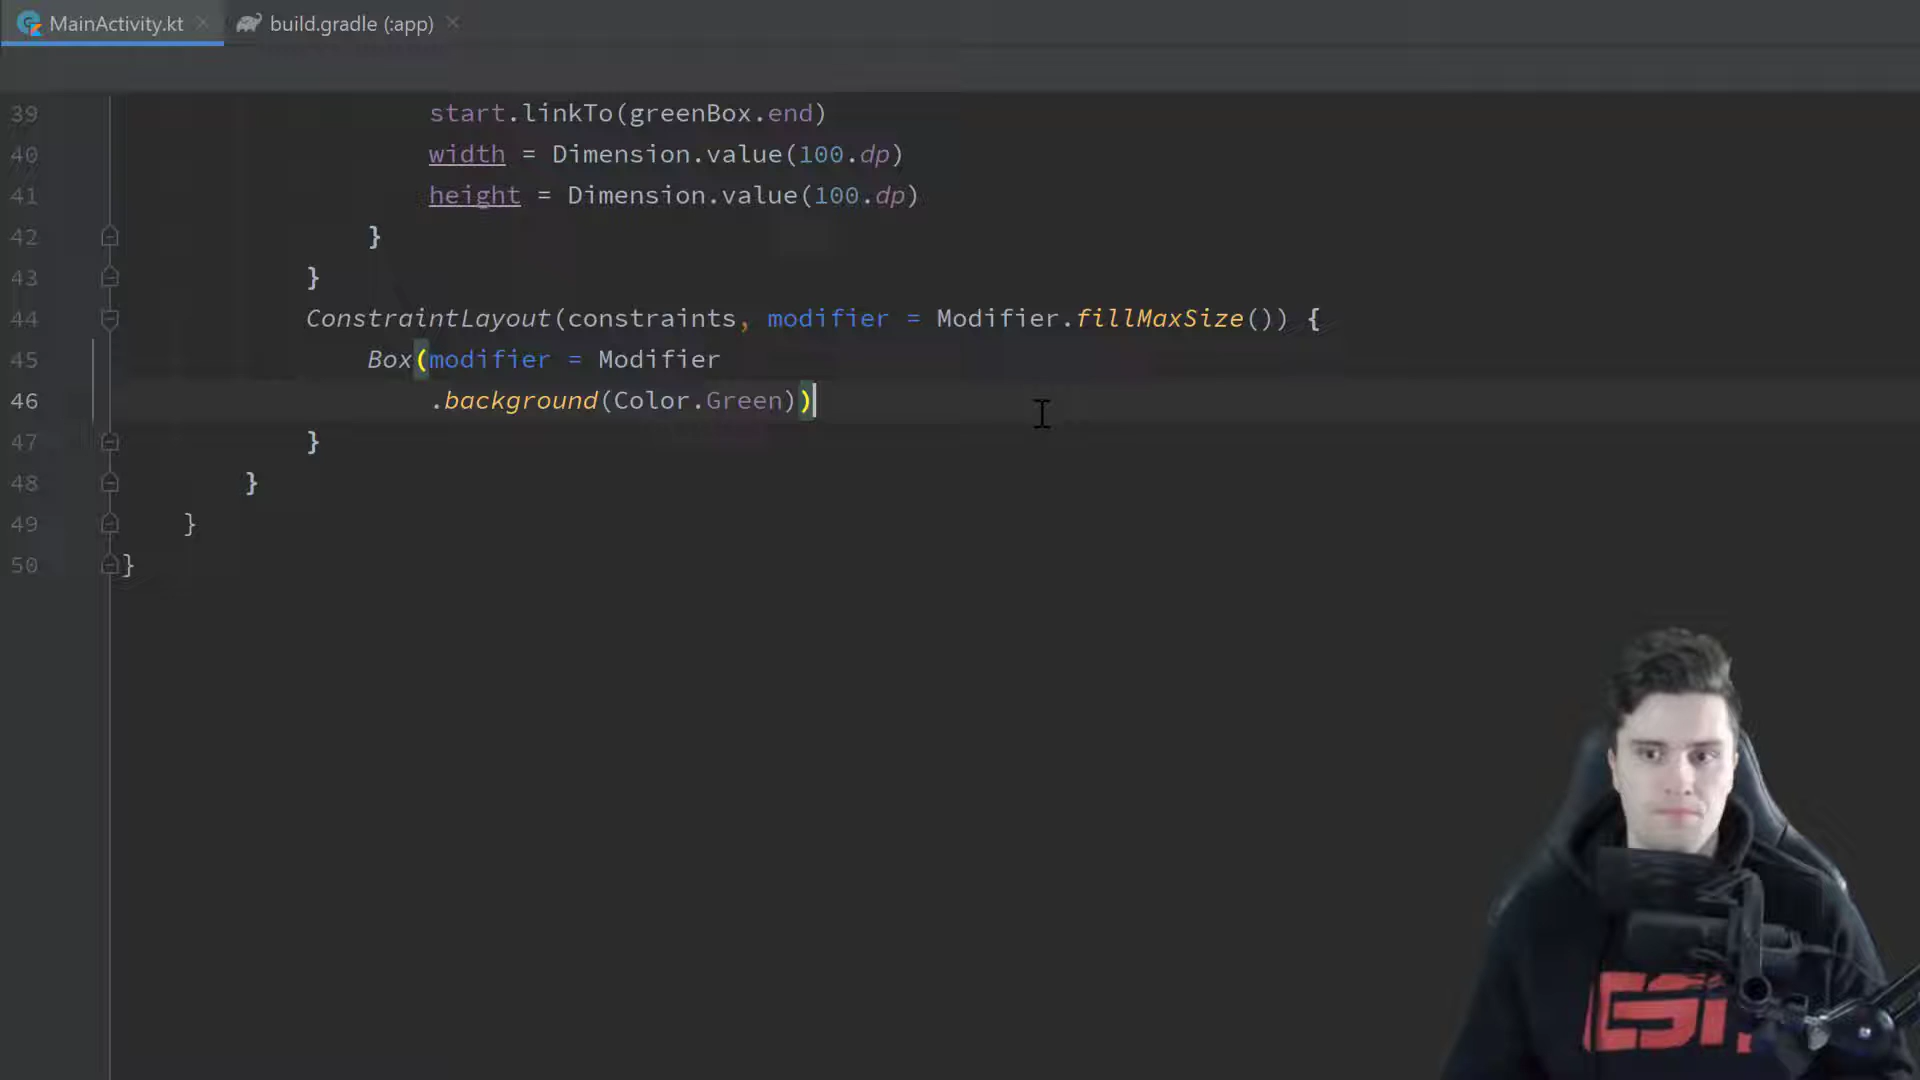 MainActivity.kt
build.gradle (:app)
39 start.linkTo(greenBox.end)
40 width = Dimension.value(100.dp)
41 height = Dimension.value(100.dp)
42 }
43 }
44 ConstraintLayout(constraints, modifier = Modifier.fillMaxSize()) {
45 Box(modifier = Modifier
46 .background(Color.Green))
47 }
48 }
49 }
50 }